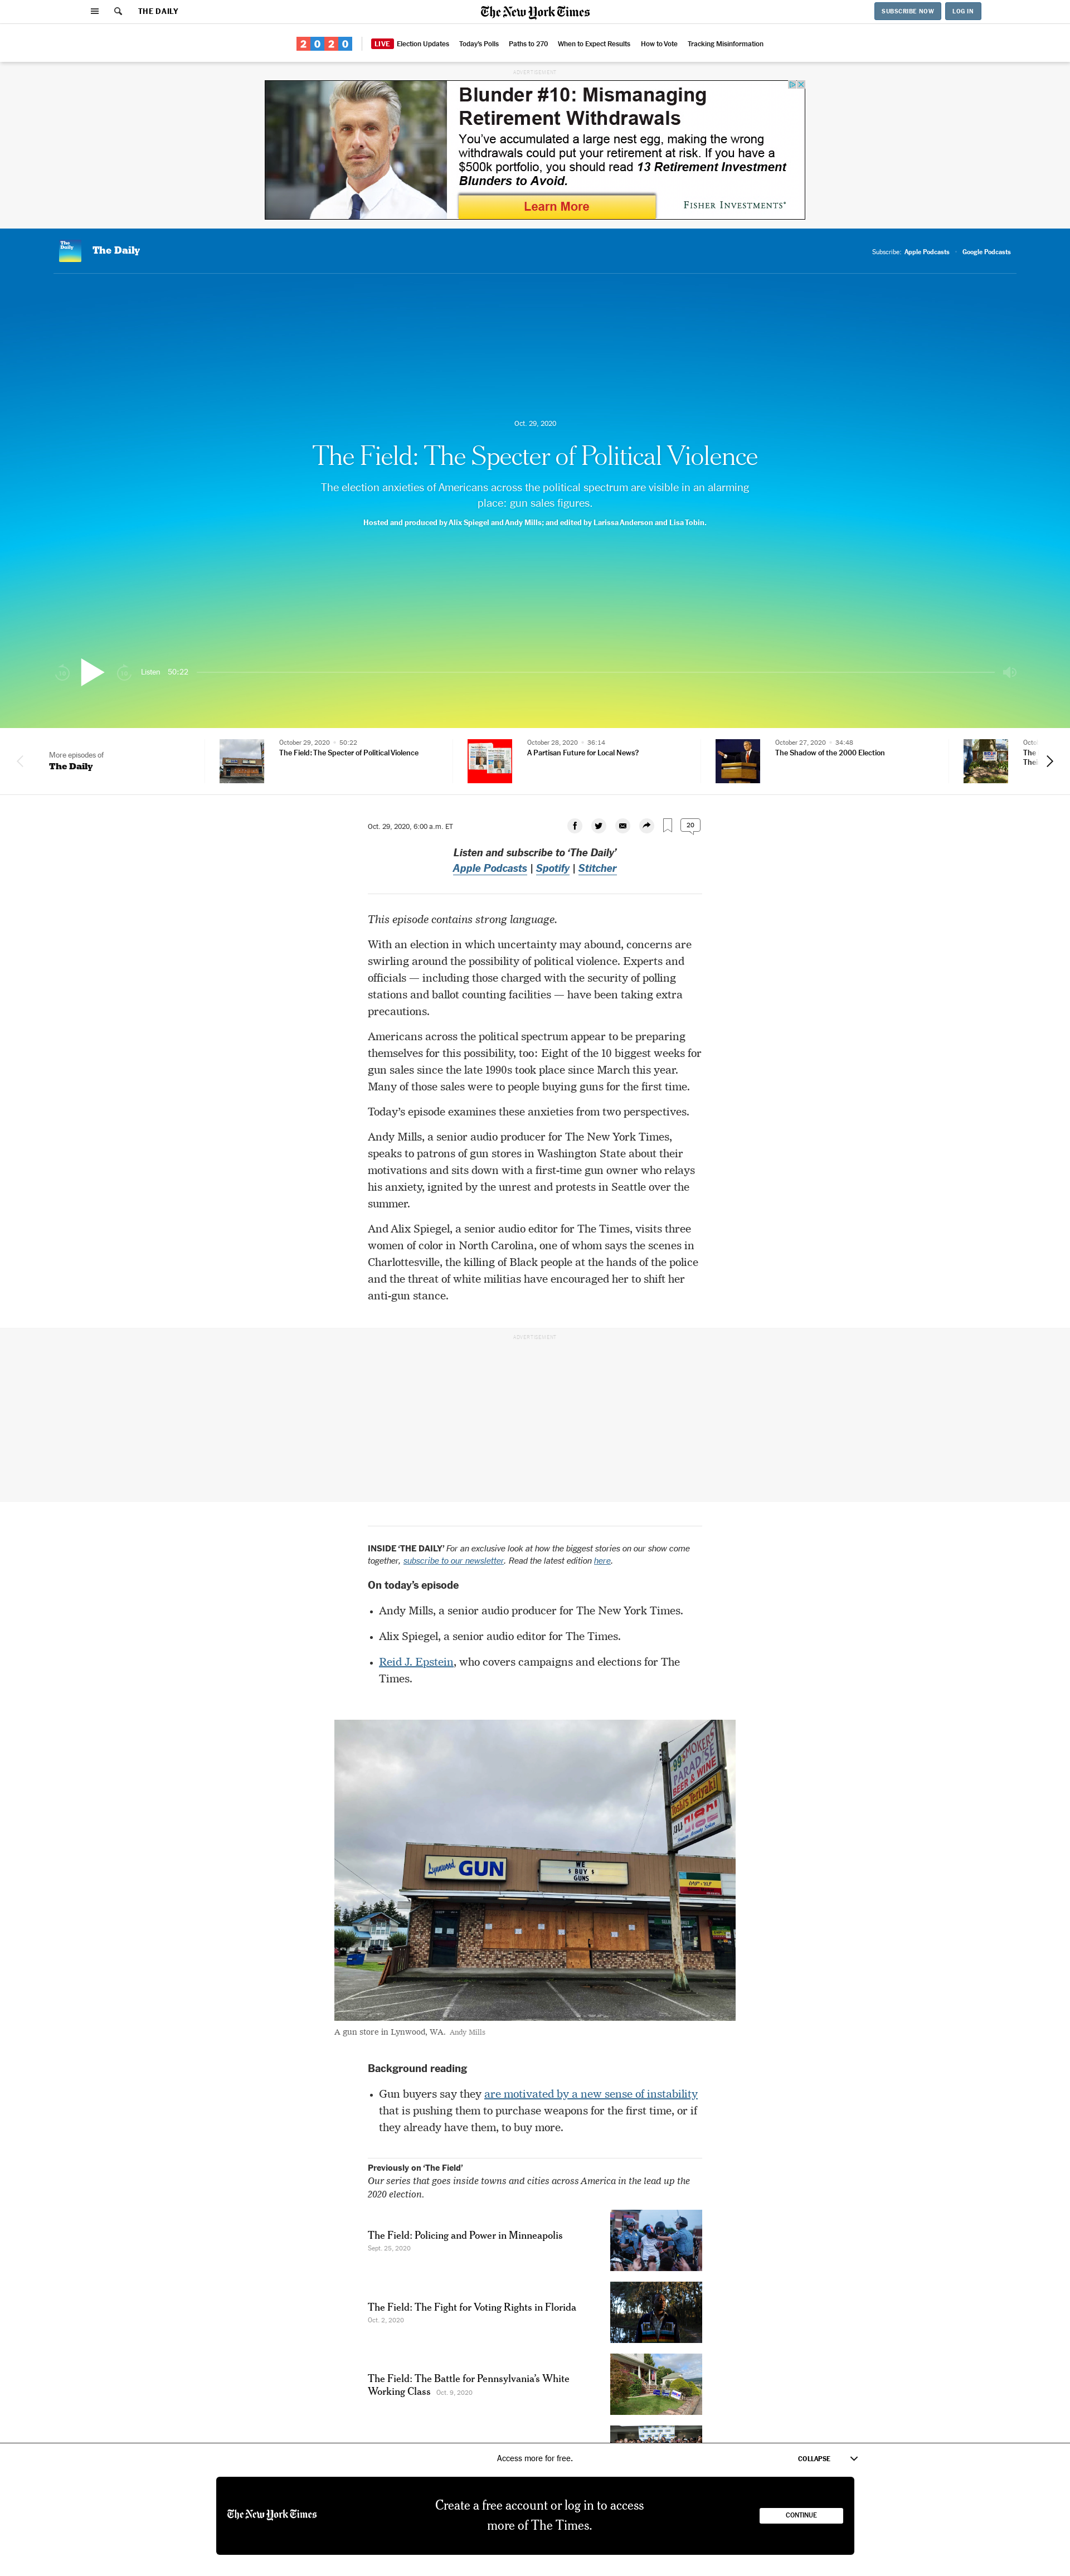 THE DAILY
The New York Times
SUBSCRIBE NOW
LOG IN
2020
LIVE Election Updates Today's Polls Paths to 270 When to Expect Results How to Vote Tracking Misinformation
ADVERTISEMENT
Blunder #10: Mismanaging
Retirement Withdrawals
You've accumulated a large nest egg, making the wrong
withdrawals could put your retirement at risk. If you have a
$500k portfolio, you should read 13 Retirement Investment
Blunders to Avoid.
Learn More
FISHER INVESTMENTS
The Daily
The Daily
Subscribe: Apple Podcasts · Google Podcasts
Oct. 29, 2020
The Field: The Specter of Political Violence
The election anxieties of Americans across the political spectrum are visible in an alarming
place: gun sales figures.
Hosted and produced by Alix Spiegel and Andy Mills; and edited by Larissa Anderson and Lisa Tobin.
Listen 50:22
More episodes of
The Daily
October 29, 2020 • 50:22
The Field: The Specter of Political Violence
October 28, 2020 • 36:14
A Partisan Future for Local News?
October 27, 2020 • 34:48
The Shadow of the 2000 Election
Octo
The
Thei
Oct. 29, 2020, 6:00 a.m. ET
20
Listen and subscribe to ‘The Daily’
Apple Podcasts | Spotify | Stitcher
This episode contains strong language.
With an election in which uncertainty may abound, concerns are
swirling around the possibility of political violence. Experts and
officials — including those charged with the security of polling
stations and ballot counting facilities — have been taking extra
precautions.
Americans across the political spectrum appear to be preparing
themselves for this possibility, too: Eight of the 10 biggest weeks for
gun sales since the late 1990s took place since March this year.
Many of those sales were to people buying guns for the first time.
Today’s episode examines these anxieties from two perspectives.
Andy Mills, a senior audio producer for The New York Times,
speaks to patrons of gun stores in Washington State about their
motivations and sits down with a first-time gun owner who relays
his anxiety, ignited by the unrest and protests in Seattle over the
summer.
And Alix Spiegel, a senior audio editor for The Times, visits three
women of color in North Carolina, one of whom says the scenes in
Charlottesville, the killing of Black people at the hands of the police
and the threat of white militias have encouraged her to shift her
anti-gun stance.
ADVERTISEMENT
INSIDE ‘THE DAILY’ For an exclusive look at how the biggest stories on our show come
together, subscribe to our newsletter. Read the latest edition here.
On today’s episode
• Andy Mills, a senior audio producer for The New York Times.
• Alix Spiegel, a senior audio editor for The Times.
• Reid J. Epstein, who covers campaigns and elections for The
Times.
99
SMOKERS
PARADISE
BEER & WINE
Yoshi's Teriyaki
NAILS
Lynnwood GUN
WE BUY
GUNS
A gun store in Lynwood, WA. Andy Mills
Background reading
• Gun buyers say they are motivated by a new sense of instability
that is pushing them to purchase weapons for the first time, or if
they already have them, to buy more.
Previously on ‘The Field’
Our series that goes inside towns and cities across America in the lead up the
2020 election.
The Field: Policing and Power in Minneapolis
Sept. 25, 2020
The Field: The Fight for Voting Rights in Florida
Oct. 2, 2020
The Field: The Battle for Pennsylvania’s White
Working Class Oct. 9, 2020
Access more for free.
COLLAPSE
The New York Times
Create a free account or log in to access
more of The Times.
CONTINUE